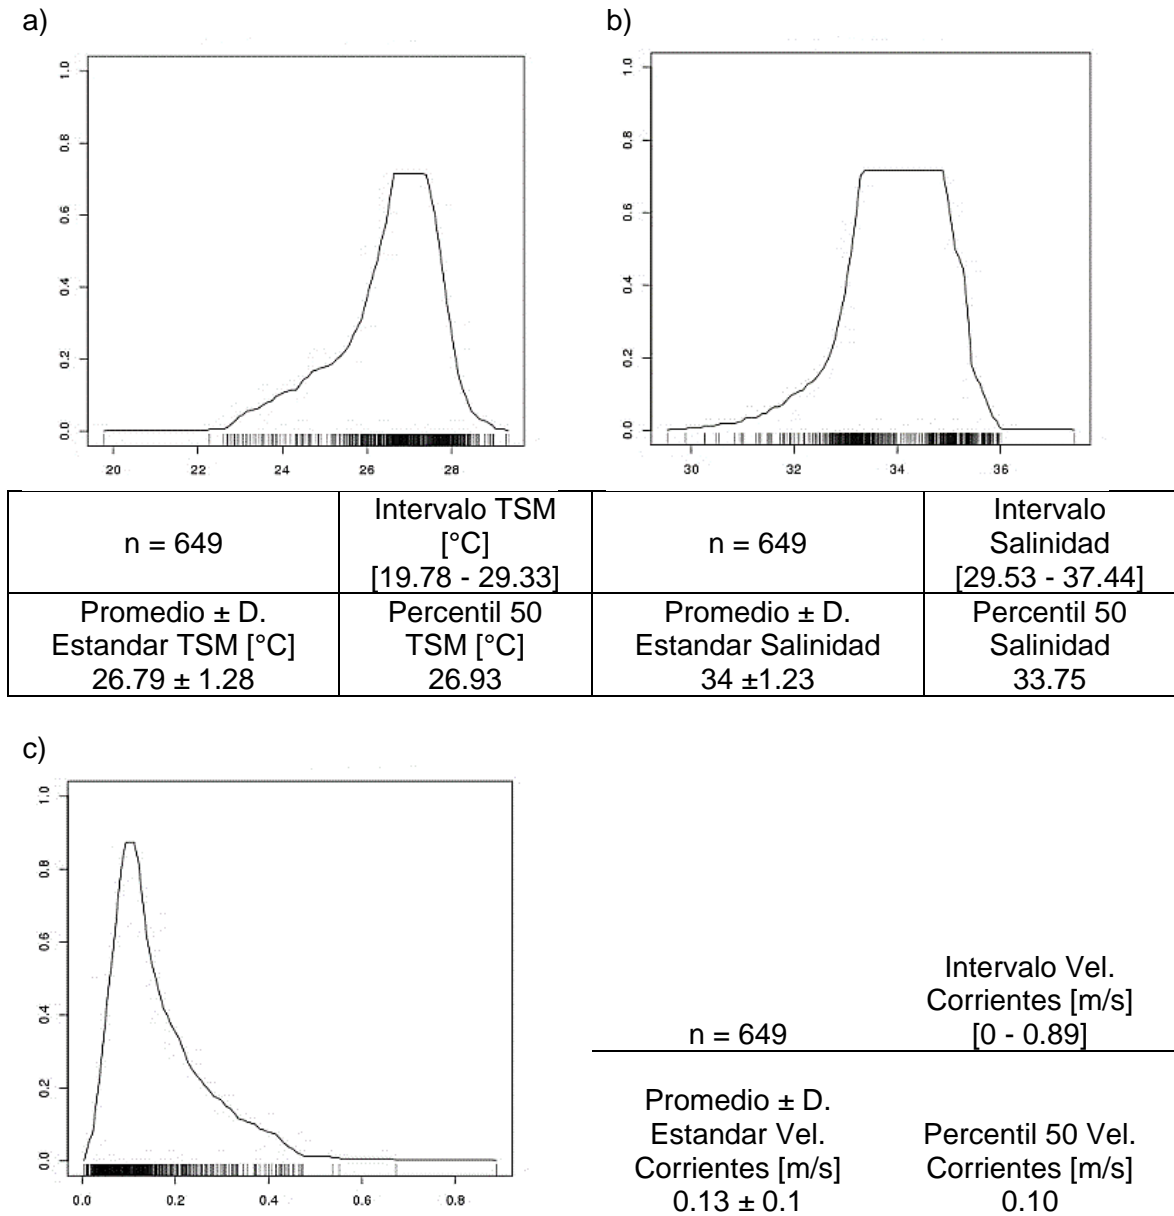 a)
b)
1.0
0.8
0.6
0.4
0.2
0.0
20 22 24 26 28
1.0
0.8
0.6
0.4
0.2
0.0
30 32 34 36
n = 649
Intervalo TSM
[°C]
[19.78 - 29.33]
n = 649
Intervalo
Salinidad
[29.53 - 37.44]
Promedio ± D.
Estandar TSM [°C]
26.79 ± 1.28
Percentil 50
TSM [°C]
26.93
Promedio ± D.
Estandar Salinidad
34 ±1.23
Percentil 50
Salinidad
33.75
c)
1.0
0.8
0.6
0.4
0.2
0.0
0.0 0.2 0.4 0.6 0.8
n = 649
Intervalo Vel.
Corrientes [m/s]
[0 - 0.89]
Promedio ± D.
Estandar Vel.
Corrientes [m/s]
0.13 ± 0.1
Percentil 50 Vel.
Corrientes [m/s]
0.10